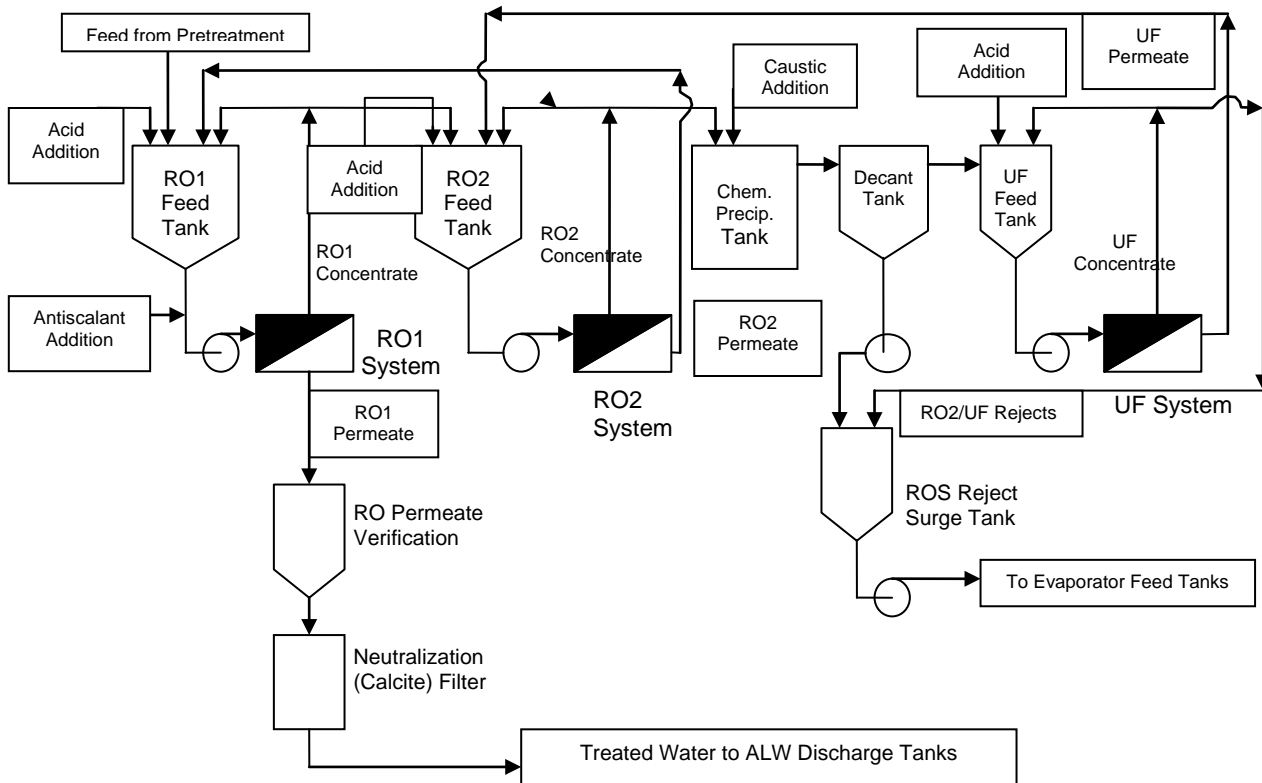 Feed from Pretreatment
UF
Permeate
Acid
Addition
Caustic
Addition
Acid
Addition
RO1
Feed
Tank
Acid
Addition
RO2
Feed
Tank
Chem.
Precip.
Tank
Decant
Tank
UF
Feed
Tank
RO1
Concentrate
RO2
Concentrate
UF
Concentrate
Antiscalant
Addition
RO1
System
RO2
Permeate
RO2
System
UF System
RO1
Permeate
RO2/UF Rejects
ROS Reject
Surge Tank
RO Permeate
Verification
To Evaporator Feed Tanks
Neutralization
(Calcite) Filter
Treated Water to ALW Discharge Tanks